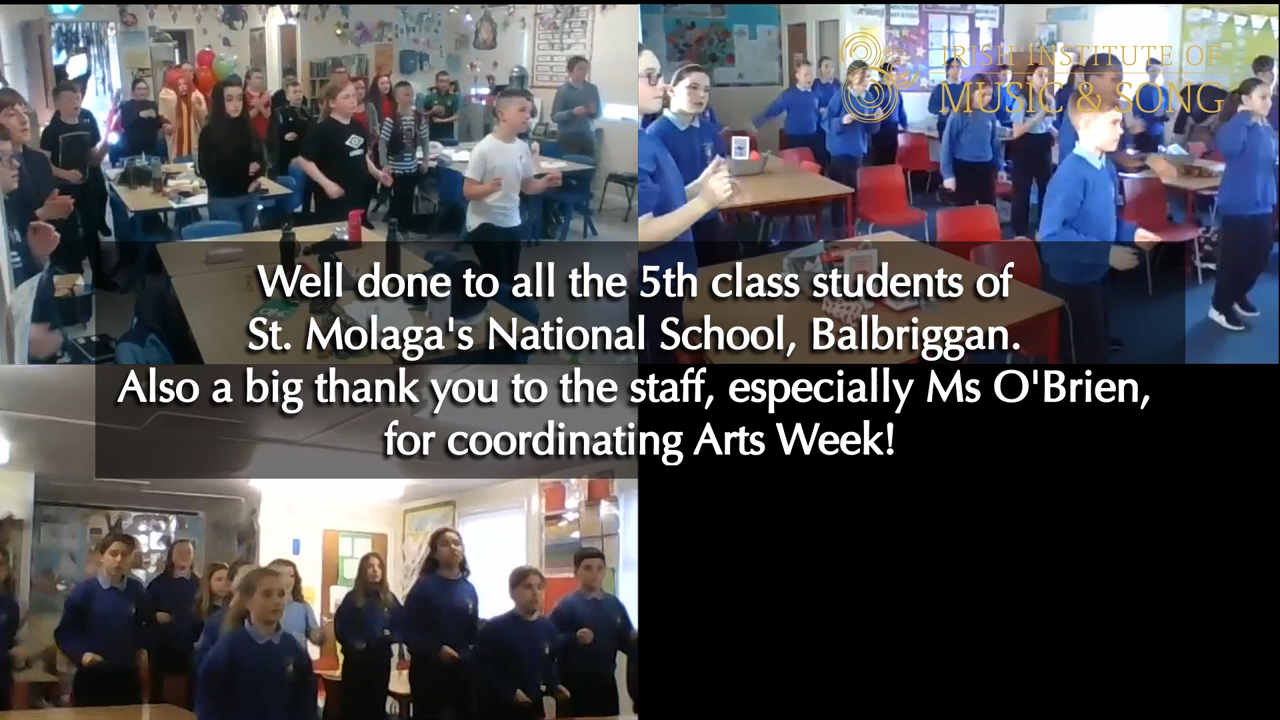 IRISH INSTITUTE OF
MUSIC & SONG
Well done to all the 5th class students of
St. Molaga's National School, Balbriggan.
Also a big thank you to the staff, especially Ms O'Brien,
for coordinating Arts Week!